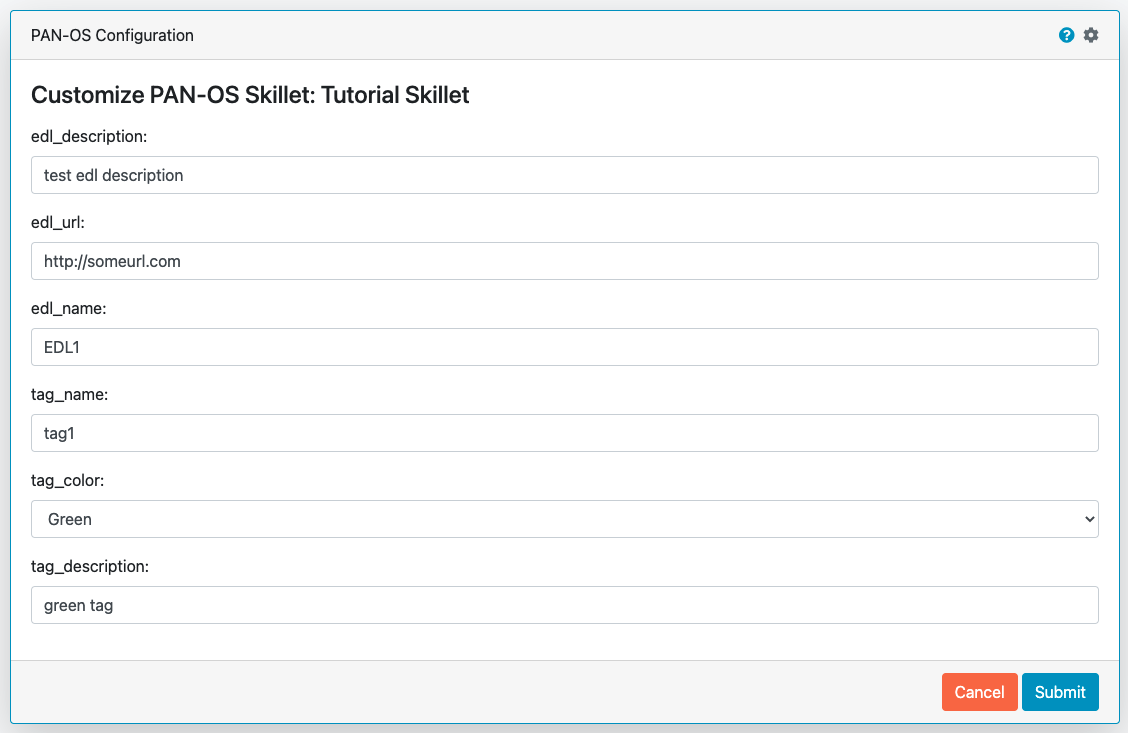 PAN-OS Configuration
?
Customize PAN-OS Skillet: Tutorial Skillet
edl_description:
test edl description
edl_url:
http://someurl.com
edl_name:
EDL1
tag_name:
tag1
tag_color:
Green
tag_description:
green tag
Cancel Submit